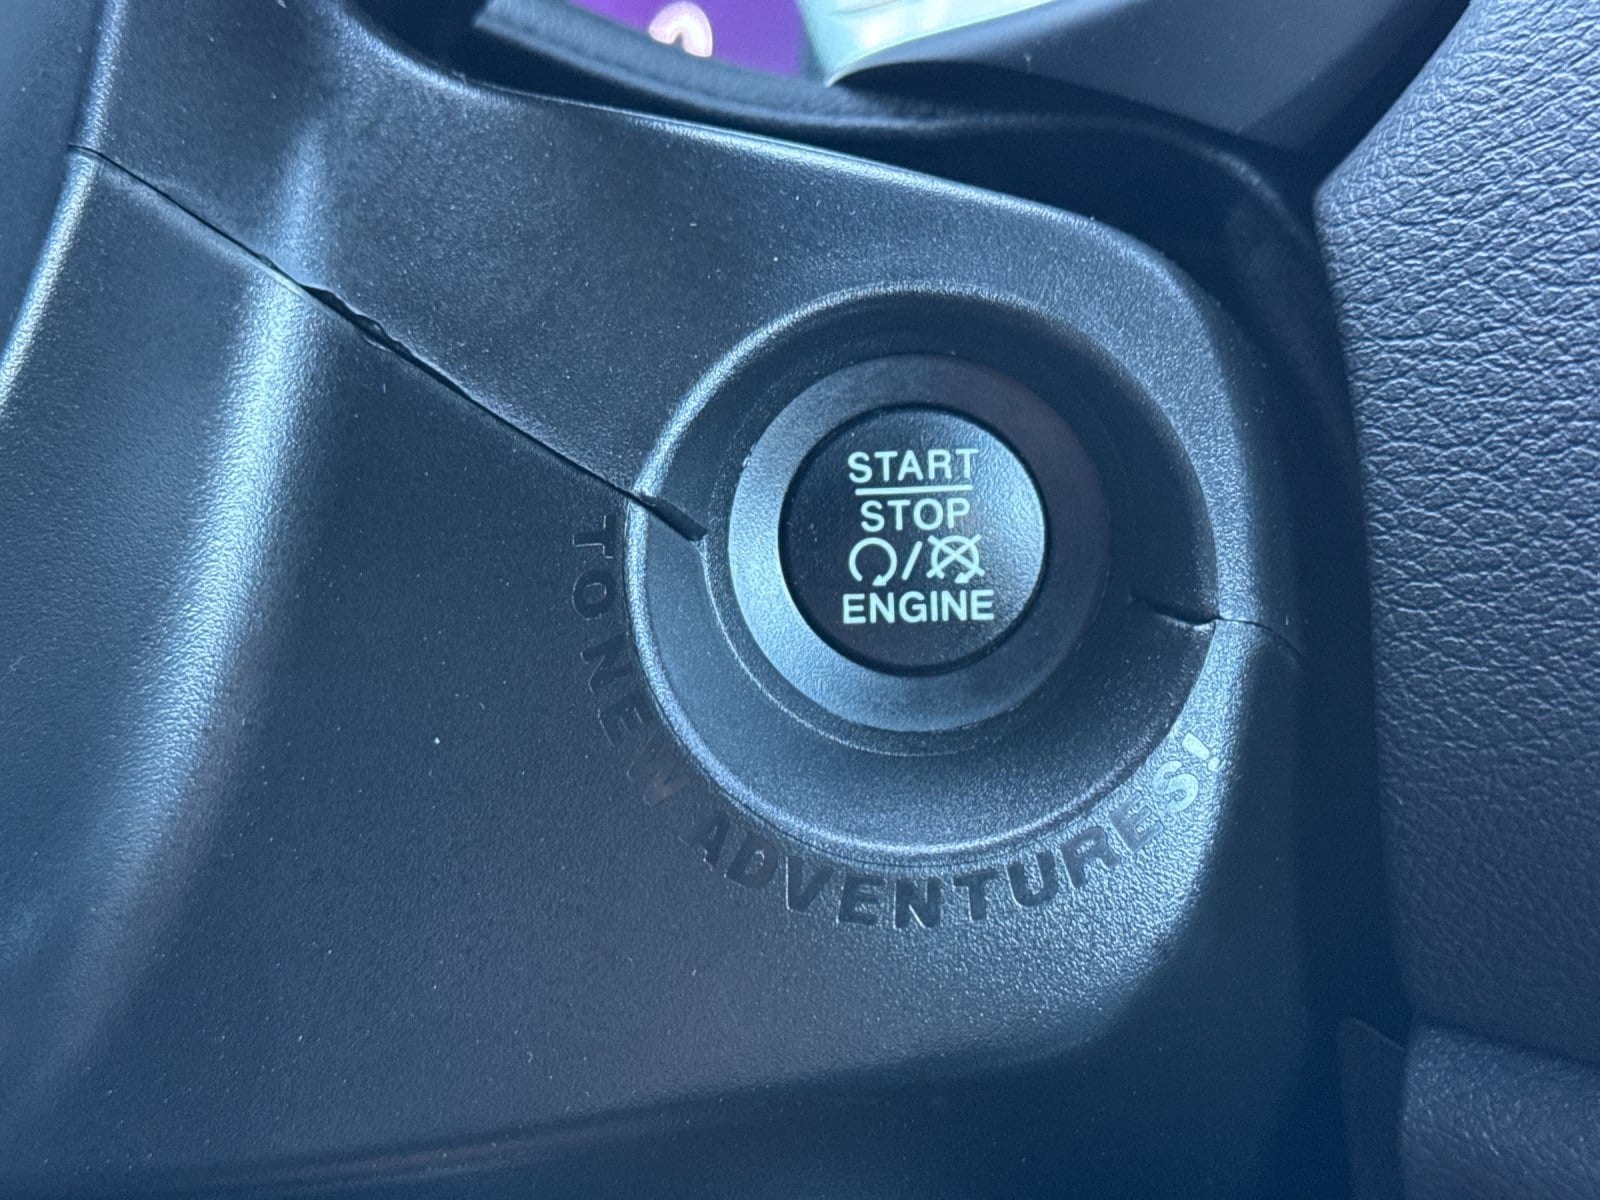 START
STOP
/
ENGINE
TO NEW ADVENTURES!